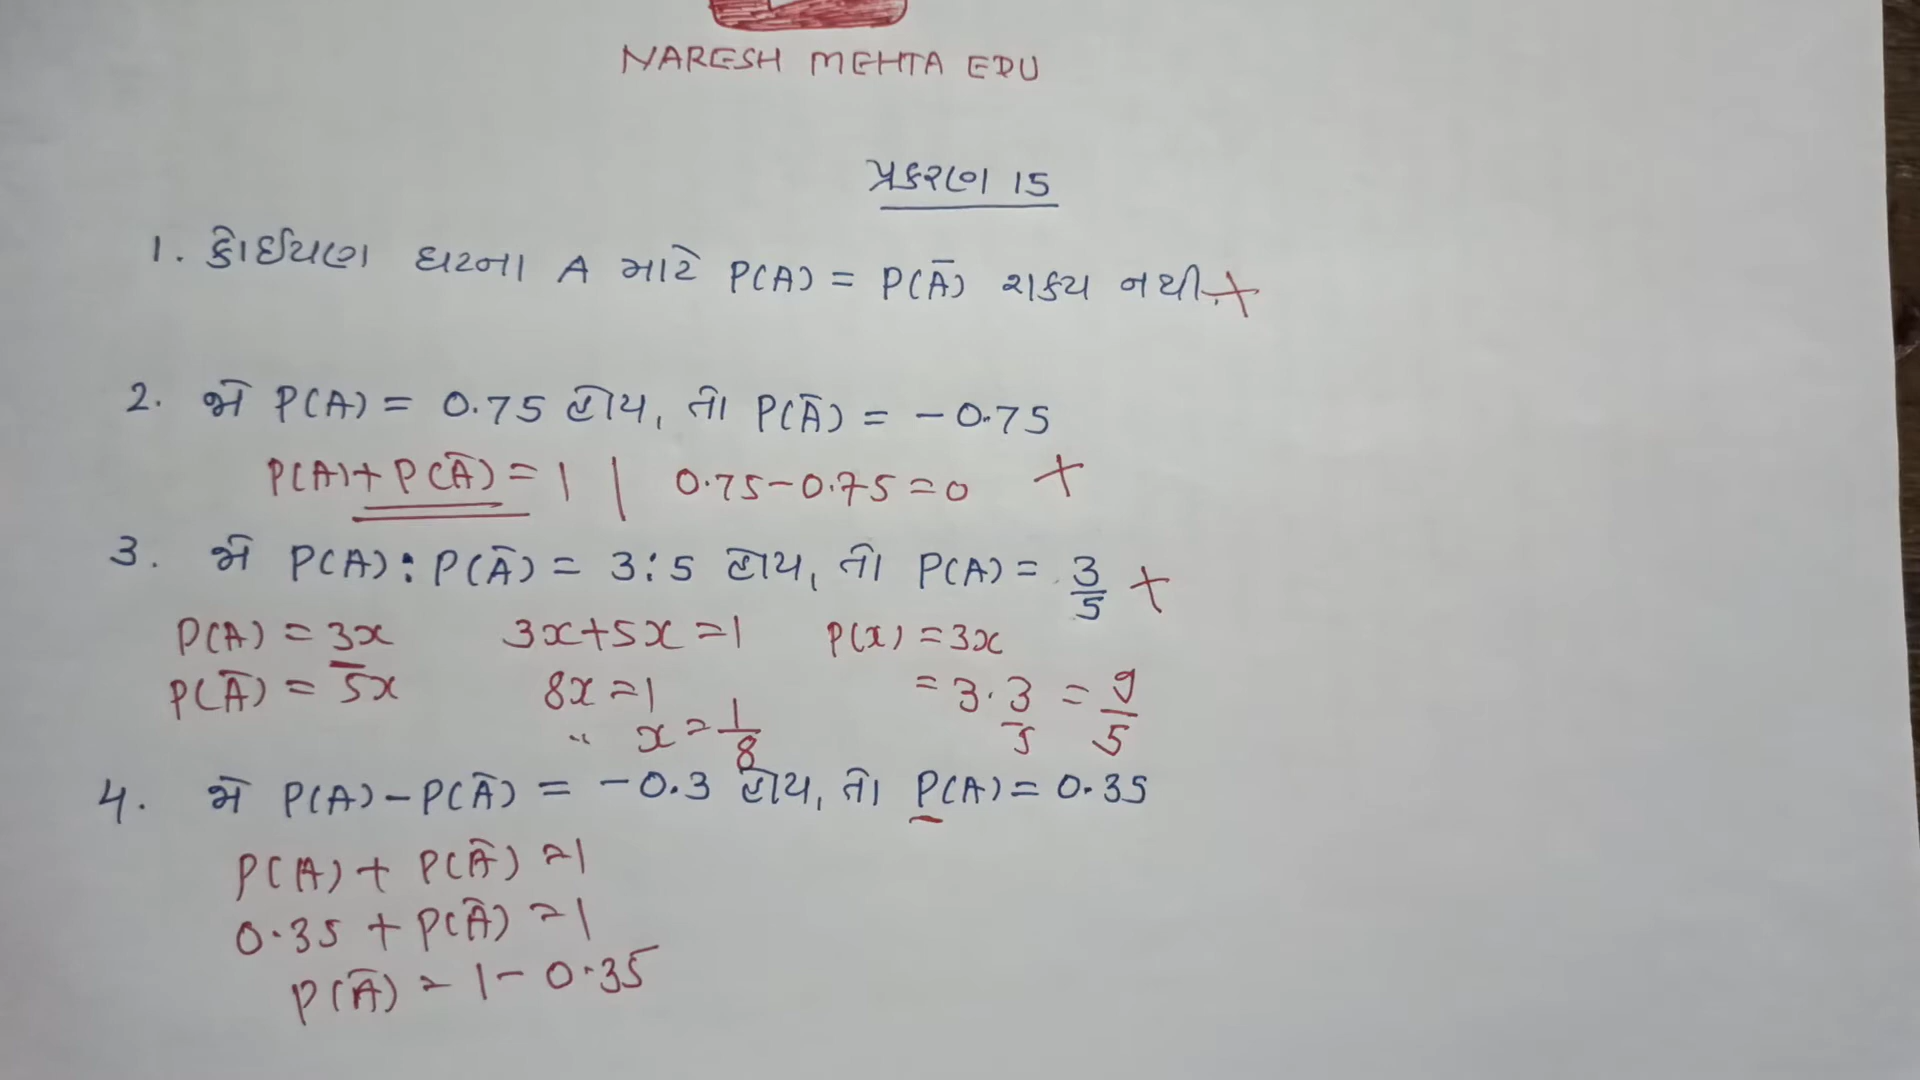 NARESH MEHTA EDU
પ્રકરણ 15
1. કોઈપણ ઘટના A માટે P(A) = P(Ā) શક્ય નથી. ×
2. જો P(A) = 0.75 હોય, તો P(Ā) = -0.75
P(A) + P(Ā) = 1 | 0.75-0.75=0 ×
3. જો P(A) : P(Ā) = 3:5 હોય, તો P(A) = 3/5 ×
P(A) = 3x 3x+5x=1 P(x) = 3x
P(Ā) = 5x 8x=1 = 3·3/5 = 9/5
∴ x = 1/8
4. જો P(A) - P(Ā) = -0.3 હોય, તો P(A) = 0.35
P(A) + P(Ā) = 1
0.35 + P(Ā) = 1
P(Ā) = 1 - 0.35